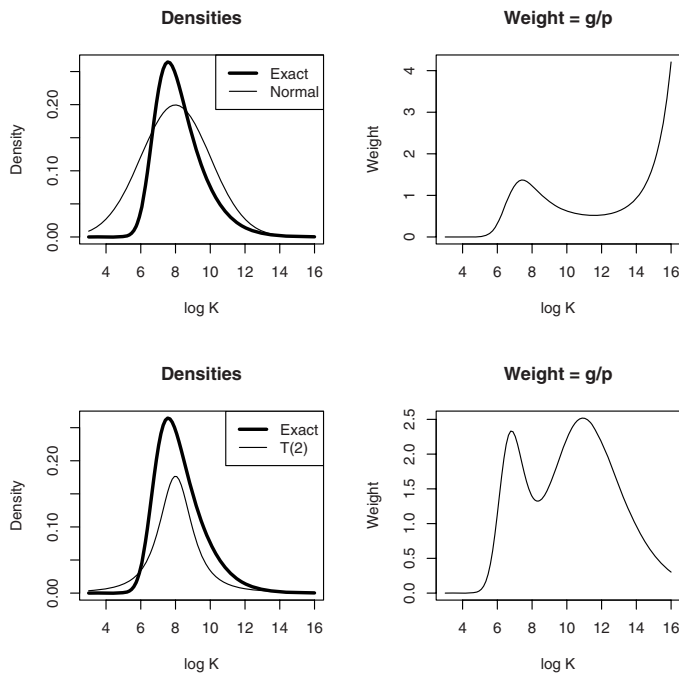 Densities
Exact
Normal
Density
0.00 0.10 0.20
4 6 8 10 12 14 16
log K
Weight = g/p
Weight
0 1 2 3 4
4 6 8 10 12 14 16
log K
Densities
Exact
T(2)
Density
0.00 0.10 0.20
4 6 8 10 12 14 16
log K
Weight = g/p
Weight
0.0 0.5 1.0 1.5 2.0 2.5
4 6 8 10 12 14 16
log K